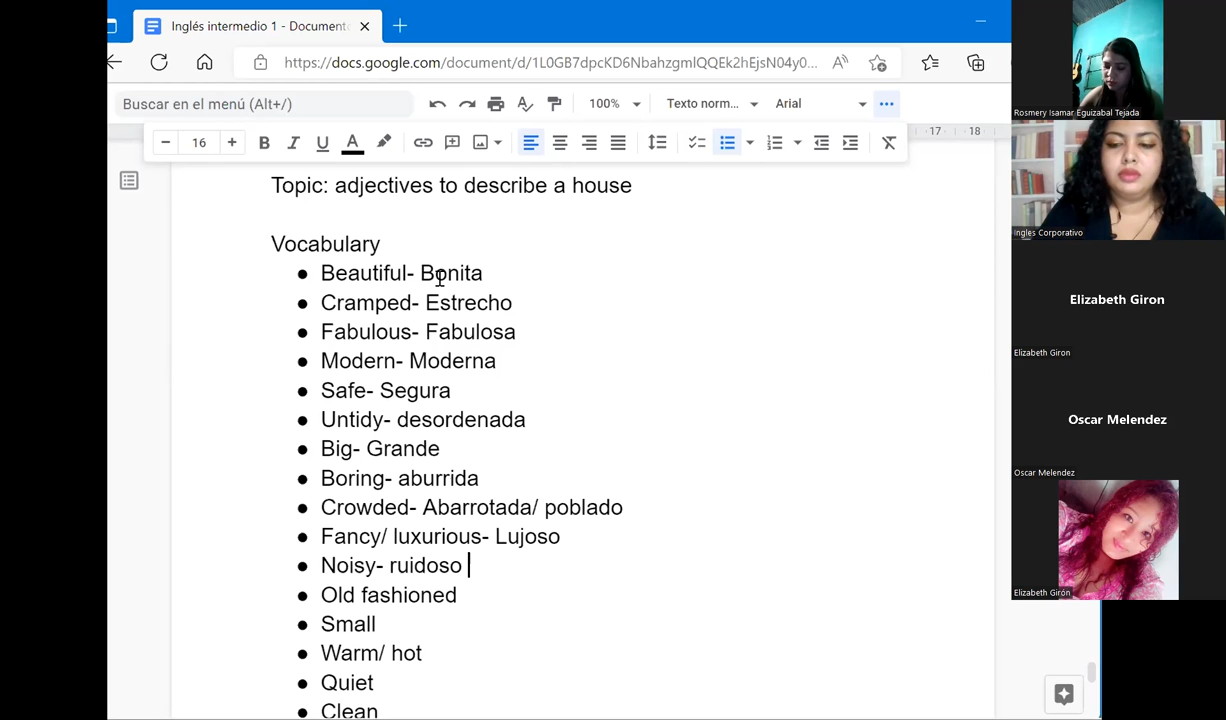 Inglés intermedio 1 - Documento
https://docs.google.com/document/d/1L0GB7dpcKD6NbahzgmlQQEk2hEjsN04y0...
Buscar en el menú (Alt+/)
100%
Texto norm...
Arial
16
17
18
Topic: adjectives to describe a house
Vocabulary
Beautiful- Bonita
Cramped- Estrecho
Fabulous- Fabulosa
Modern- Moderna
Safe- Segura
Untidy- desordenada
Big- Grande
Boring- aburrida
Crowded- Abarrotada/ poblado
Fancy/ luxurious- Lujoso
Noisy- ruidoso
Old fashioned
Small
Warm/ hot
Quiet
Clean
Rosmery Isamar Eguizabal Tejada
Ingles Corporativo
Elizabeth Giron
Elizabeth Giron
Oscar Melendez
Oscar Melendez
Elizabeth Girón